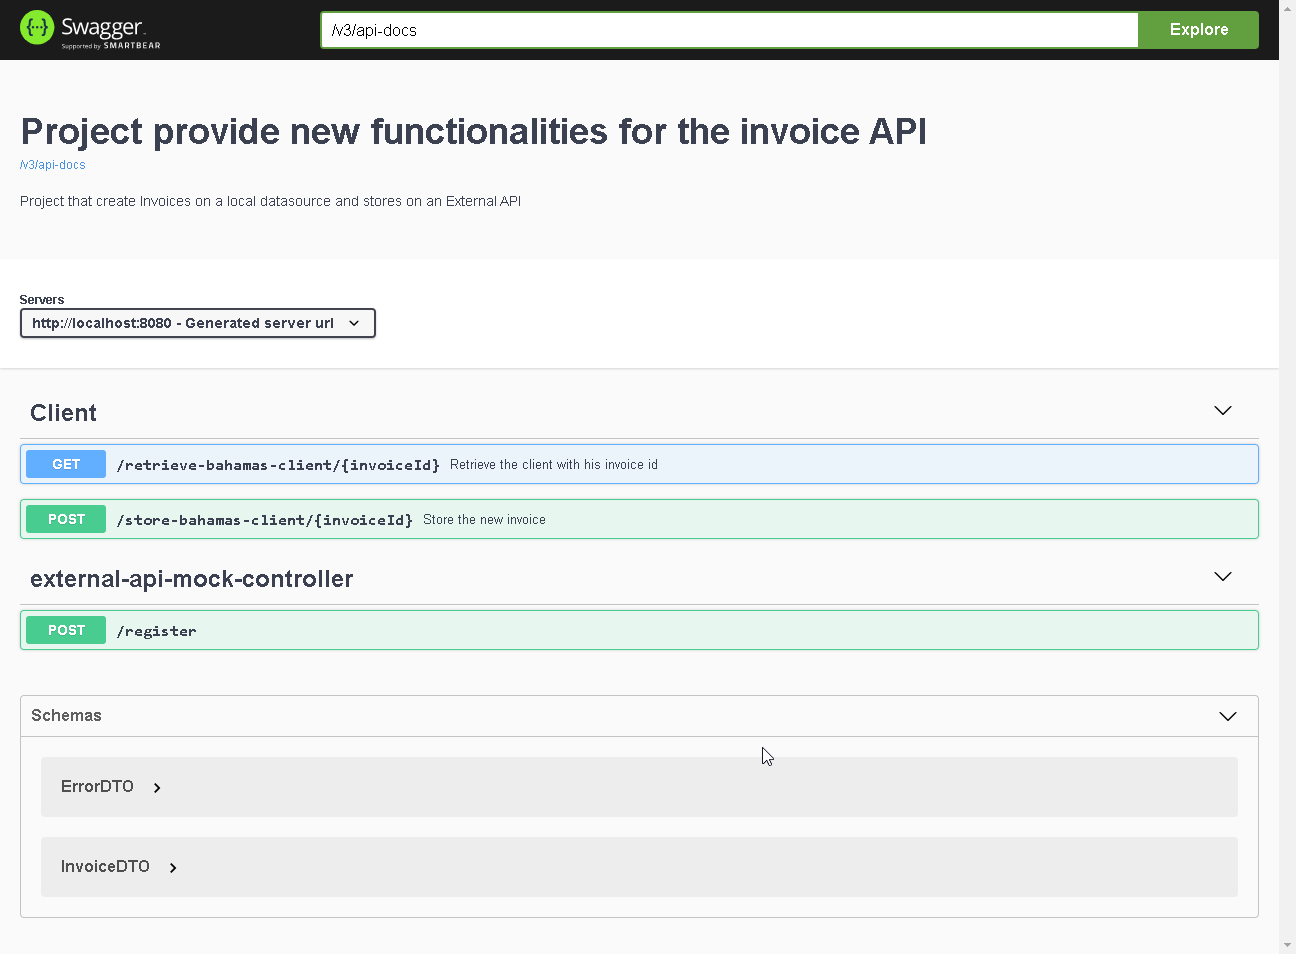 Swagger
Supported by SMARTBEAR
/v3/api-docs
Explore
Project provide new functionalities for the invoice API
/v3/api-docs
Project that create Invoices on a local datasource and stores on an External API
Servers
http://localhost:8080 - Generated server url
Client
GET /retrieve-bahamas-client/{invoiceId} Retrieve the client with his invoice id
POST /store-bahamas-client/{invoiceId} Store the new invoice
external-api-mock-controller
POST /register
Schemas
ErrorDTO
InvoiceDTO